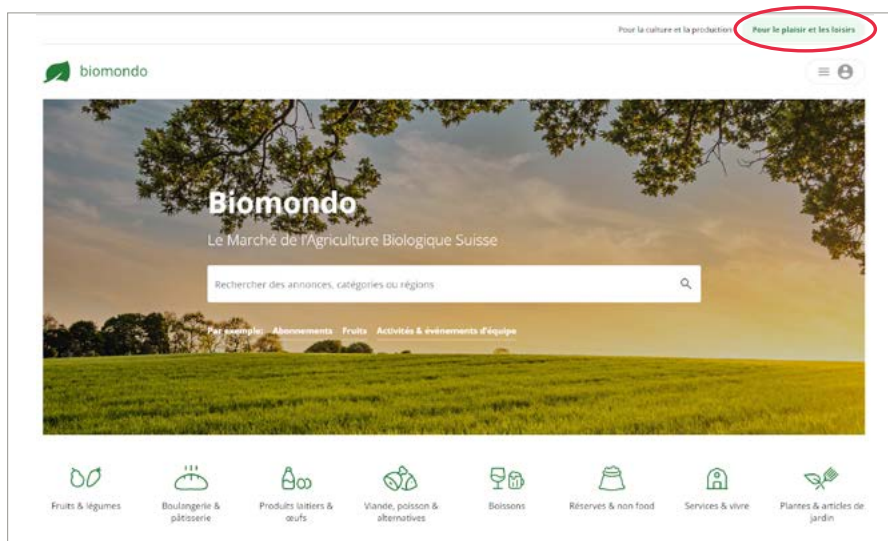 Pour la culture et la production Pour le plaisir et les loisirs
biomondo
Biomondo
Le Marché de l'Agriculture Biologique Suisse
Rechercher des annonces, catégories ou régions
Par exemple: Abonnements Fruits Activités & événements d'équipe
Fruits & légumes
Boulangerie &
pâtisserie
Produits laitiers &
œufs
Viande, poisson &
alternatives
Boissons
Réserves & non food
Services & vivre
Plantes & articles de
jardin